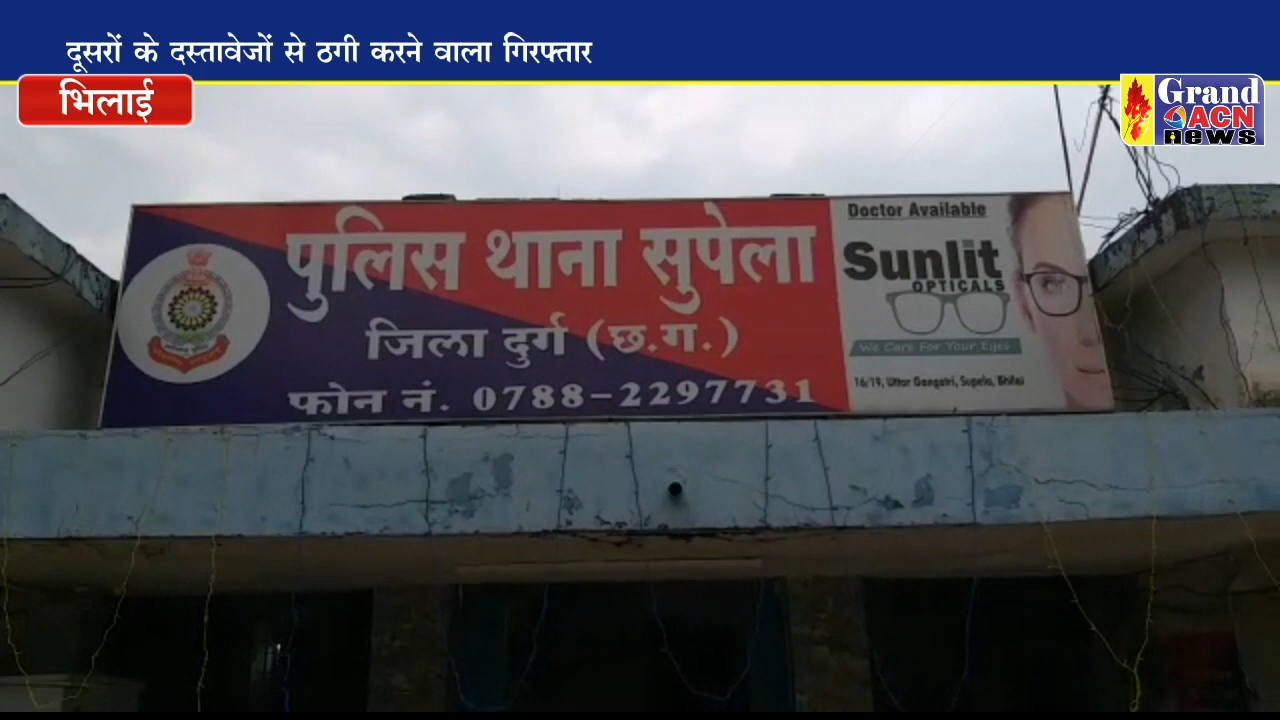 दूसरों के दस्तावेजों से ठगी करने वाला गिरफ्तार
भिलाई
Grand
ACN
news
पुलिस थाना सुपेला
जिला दुर्ग (छ.ग.)
फोन नं. 0788-2297731
Doctor Available
Sunlit
OPTICALS
We Care For Your Eyes
16/19, Uttar Gangotri, Supela, Bhilai